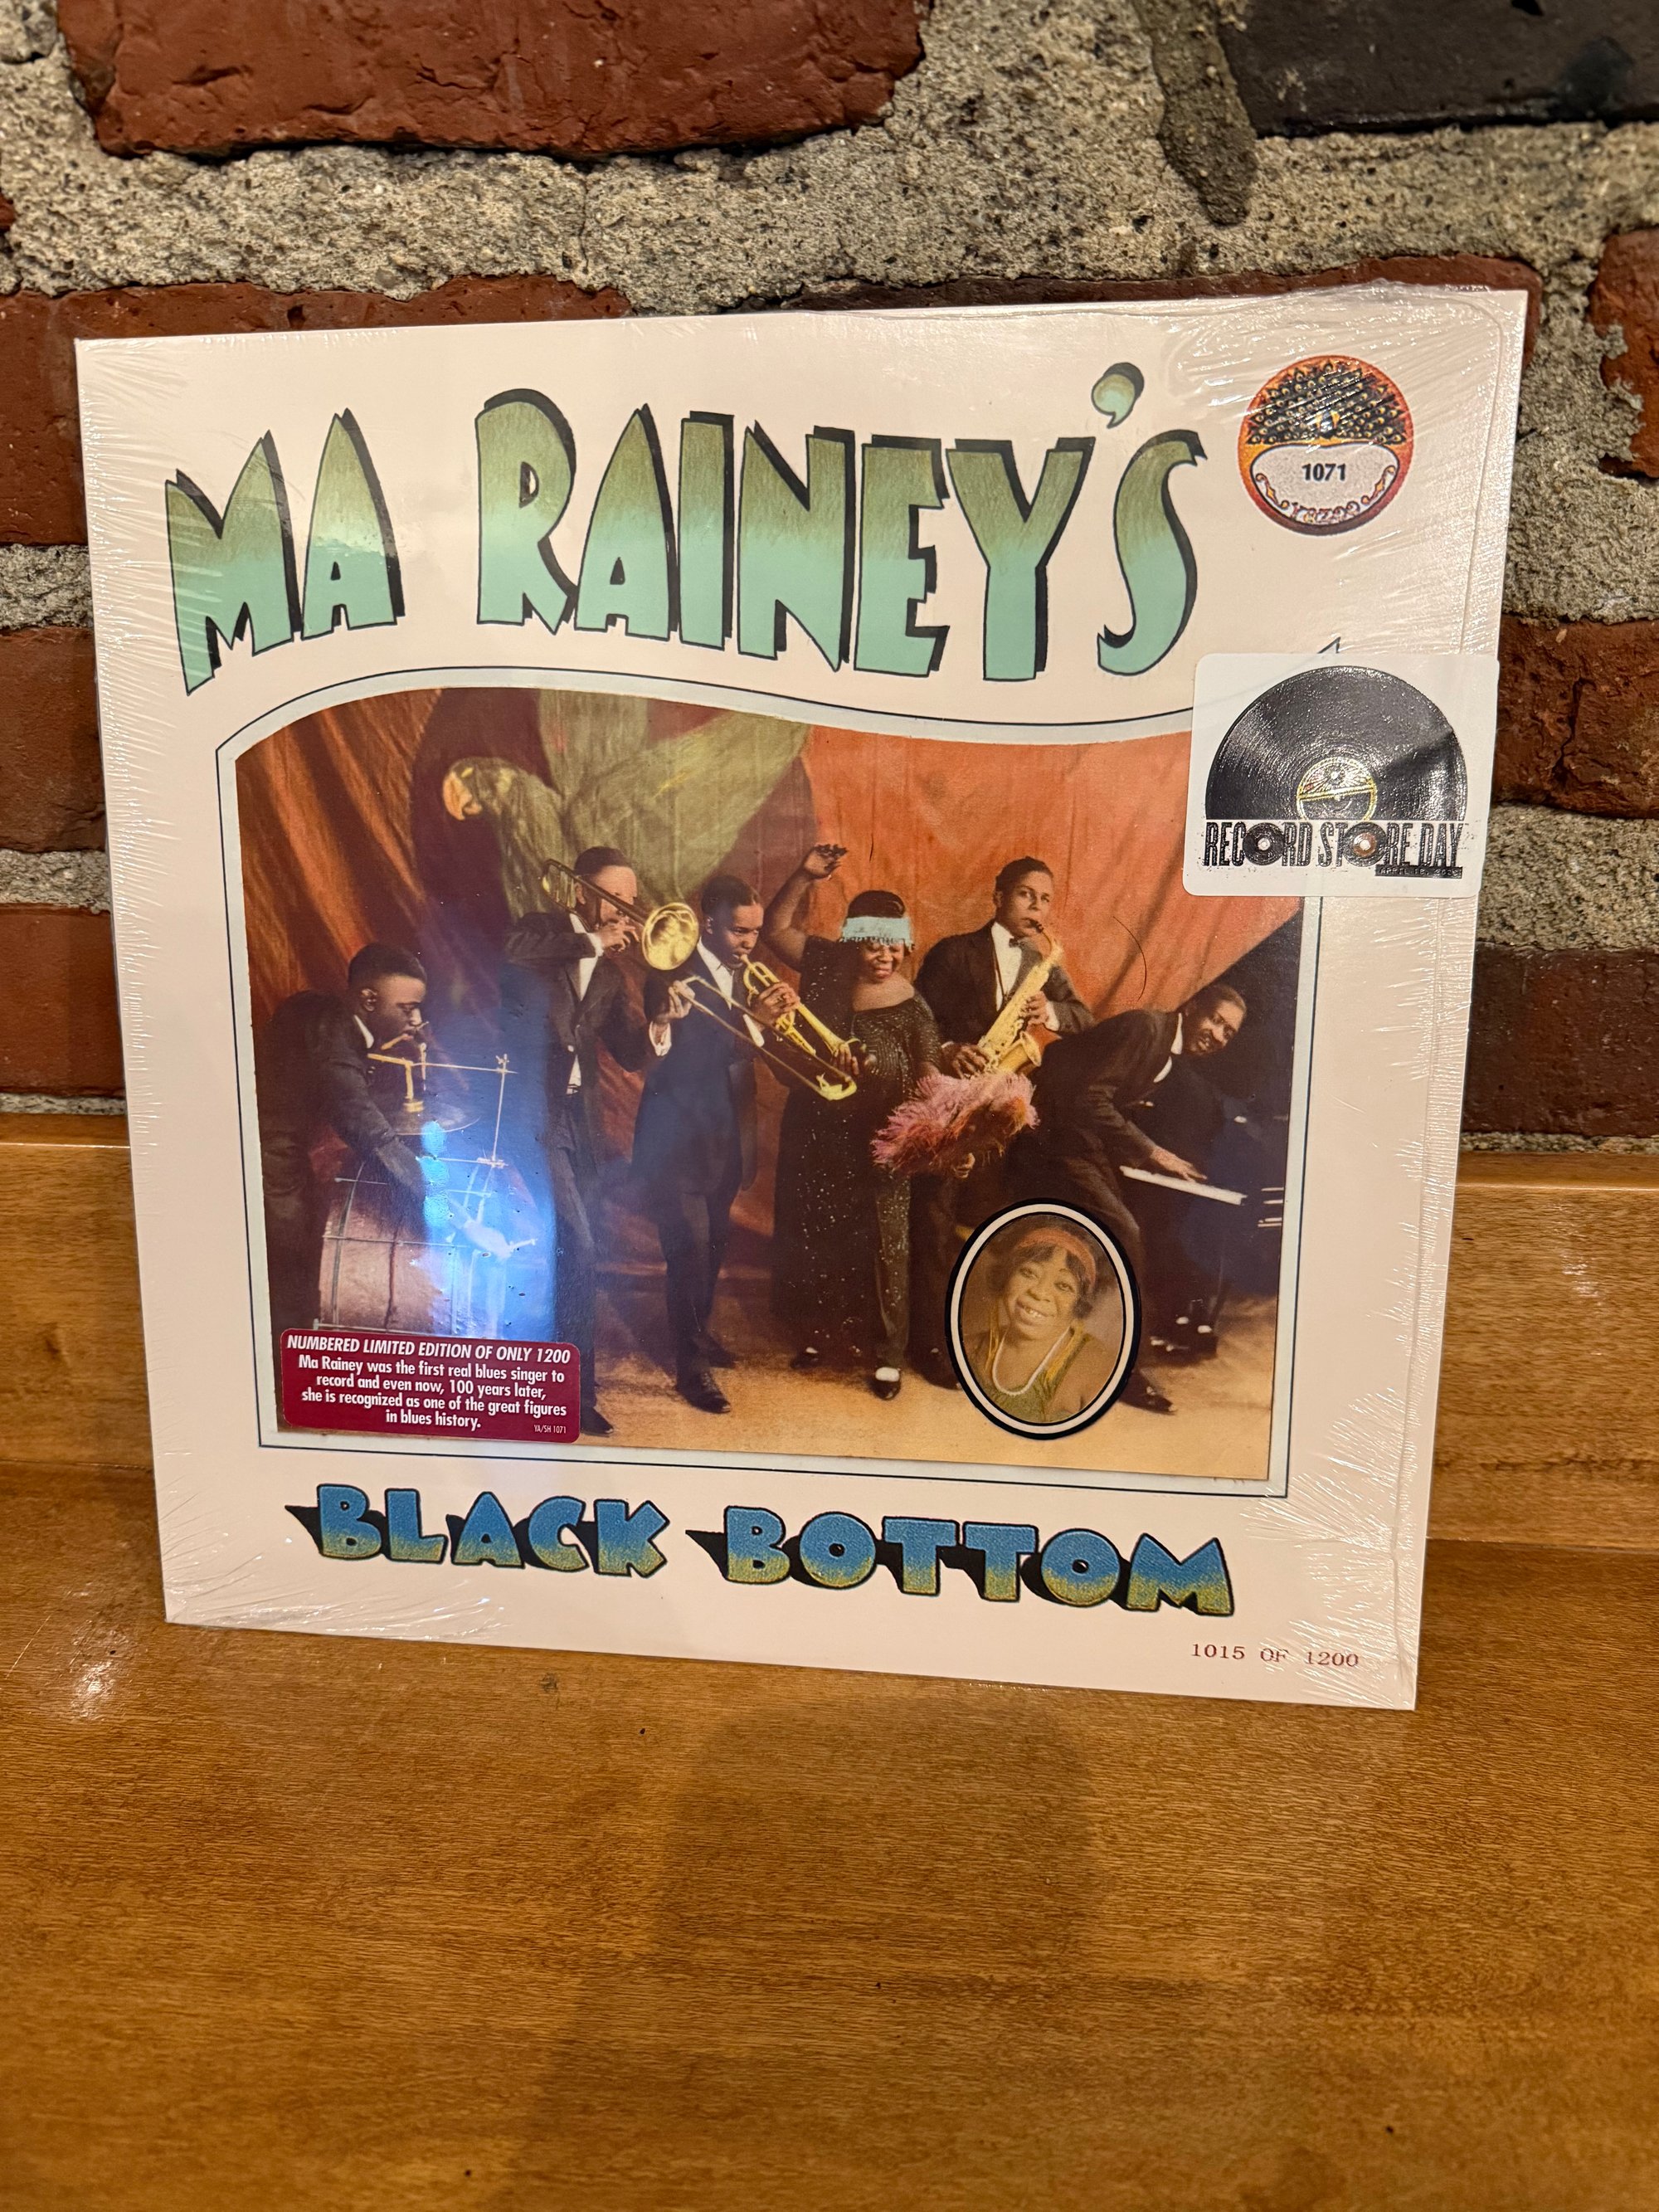 MA RAINEY'S
1071
Yazoo
RECORD STORE DAY
NUMBERED LIMITED EDITION OF ONLY 1200
Ma Rainey was the first real blues singer to
record and even now, 100 years later,
she is recognized as one of the great figures
in blues history.
YA/SH 1071
BLACK BOTTOM
1015 OF 1200